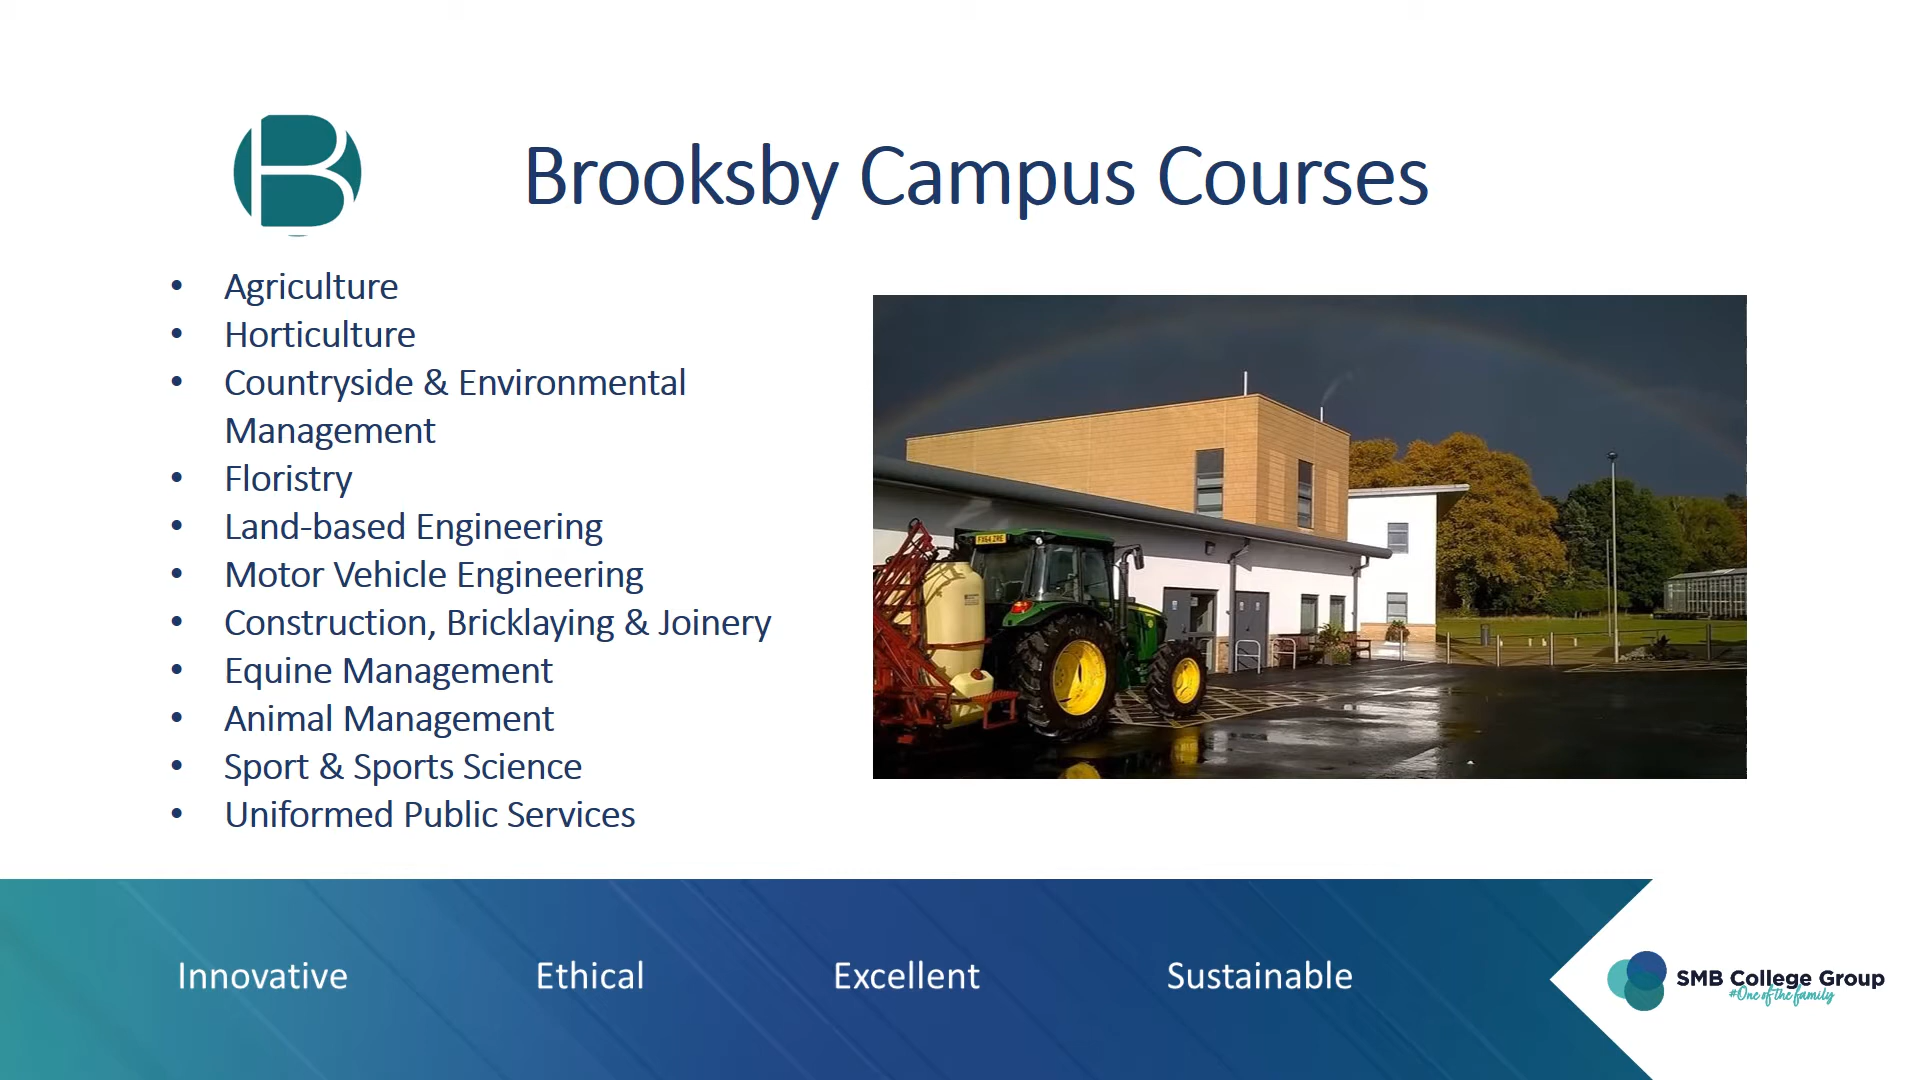 B
Brooksby Campus Courses
• Agriculture
• Horticulture
• Countryside & Environmental
Management
• Floristry
• Land-based Engineering
• Motor Vehicle Engineering
• Construction, Bricklaying & Joinery
• Equine Management
• Animal Management
• Sport & Sports Science
• Uniformed Public Services
FX64 ZRE
Innovative Ethical Excellent Sustainable
SMB College Group
#One of the family